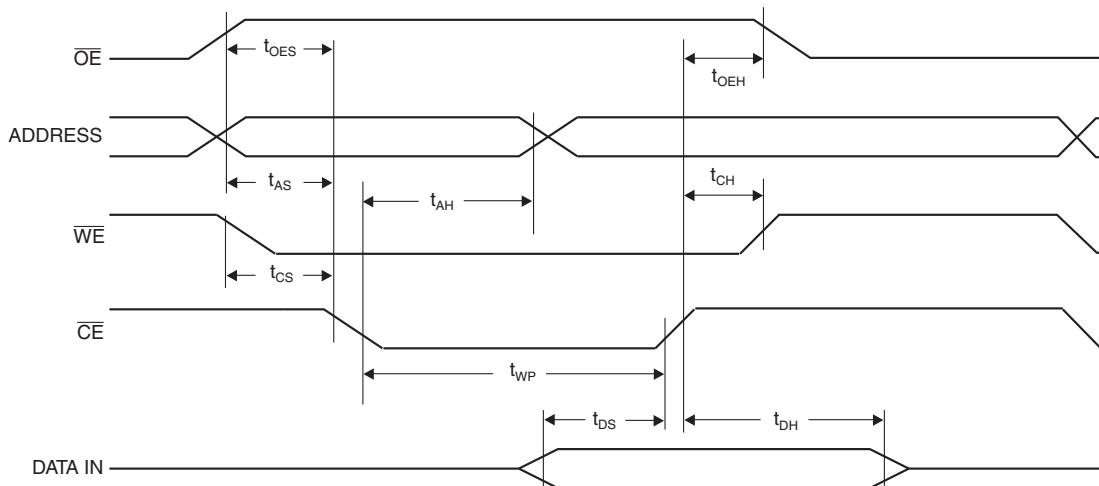 OE
tOES
tOEH
ADDRESS
tAS
tAH
tCH
WE
tCS
CE
tWP
tDS
tDH
DATA IN